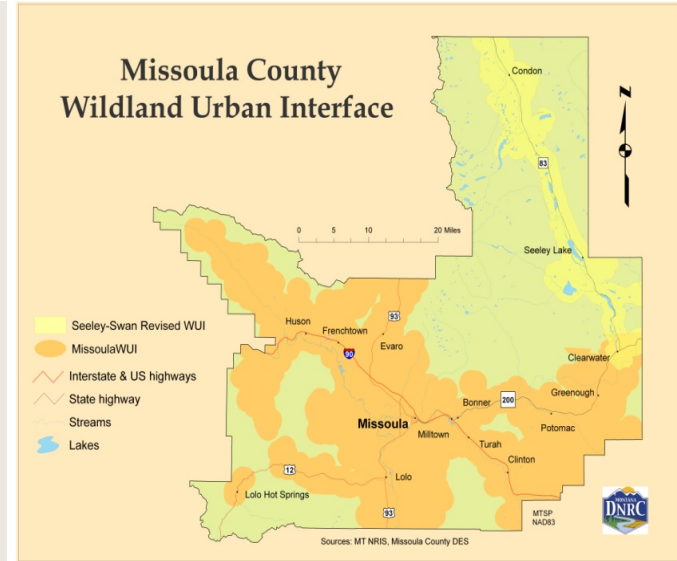 Missoula County
Wildland Urban Interface
Condon
N
83
0 5 10 20 Miles
Seeley Lake
Seeley-Swan Revised WUI
MissoulaWUI
Interstate & US highways
State highway
Streams
Lakes
Huson
Frenchtown
93
Evaro
90
Clearwater
Greenough
200
Bonner
Potomac
Missoula
Milltown
Turah
Clinton
12
Lolo
Lolo Hot Springs
93
MTSP
NAD83
MONTANA
DNRC
Sources: MT NRIS, Missoula County DES